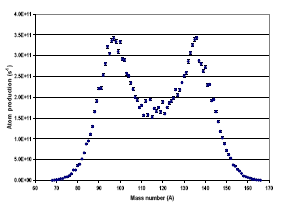 4.0E+11
3.5E+11
3.0E+11
2.5E+11
2.0E+11
1.5E+11
1.0E+11
5.0E+10
0.0E+00
Atom production (s⁻¹)
60 70 80 90 100 110 120 130 140 150 160 170
Mass number (A)